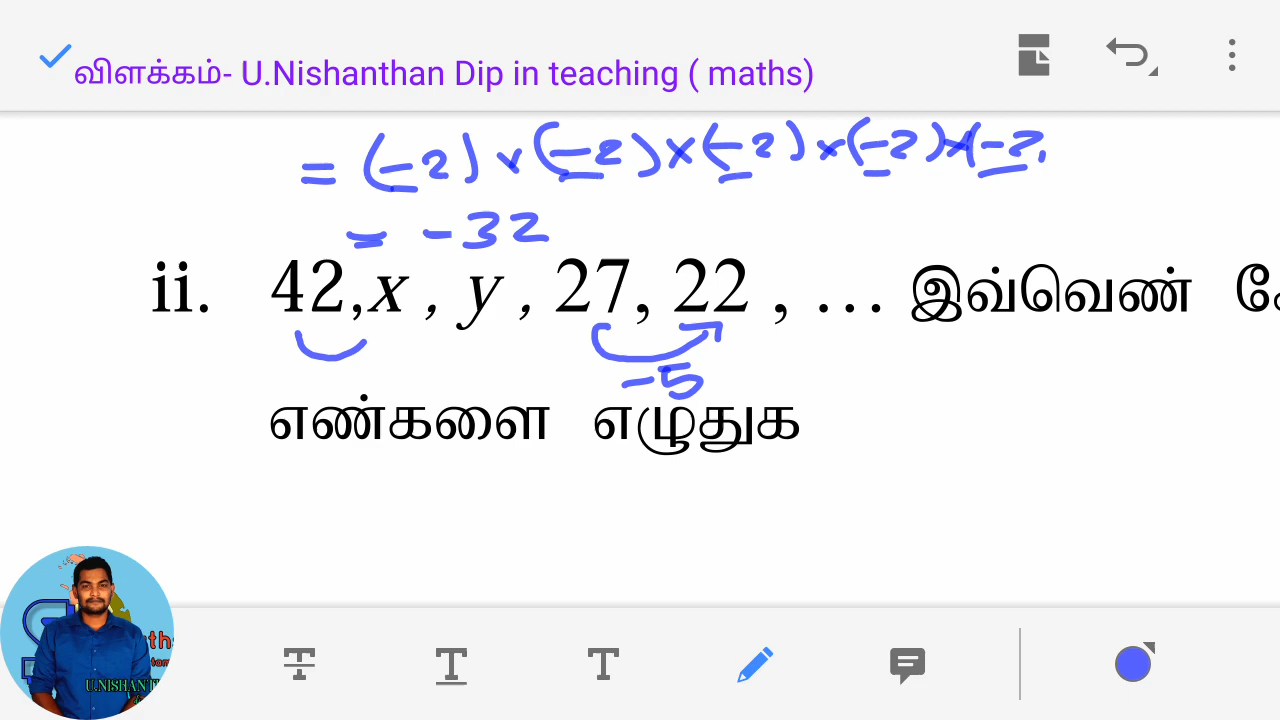 விளக்கம்- U.Nishanthan Dip in teaching ( maths)
= (-2) x (-2) x (-2) x (-2) x (-2)
= -32
ii. 42,x , y , 27, 22 , … இவ்வெண்
-5
எண்களை எழுதுக
U.NISHANTH